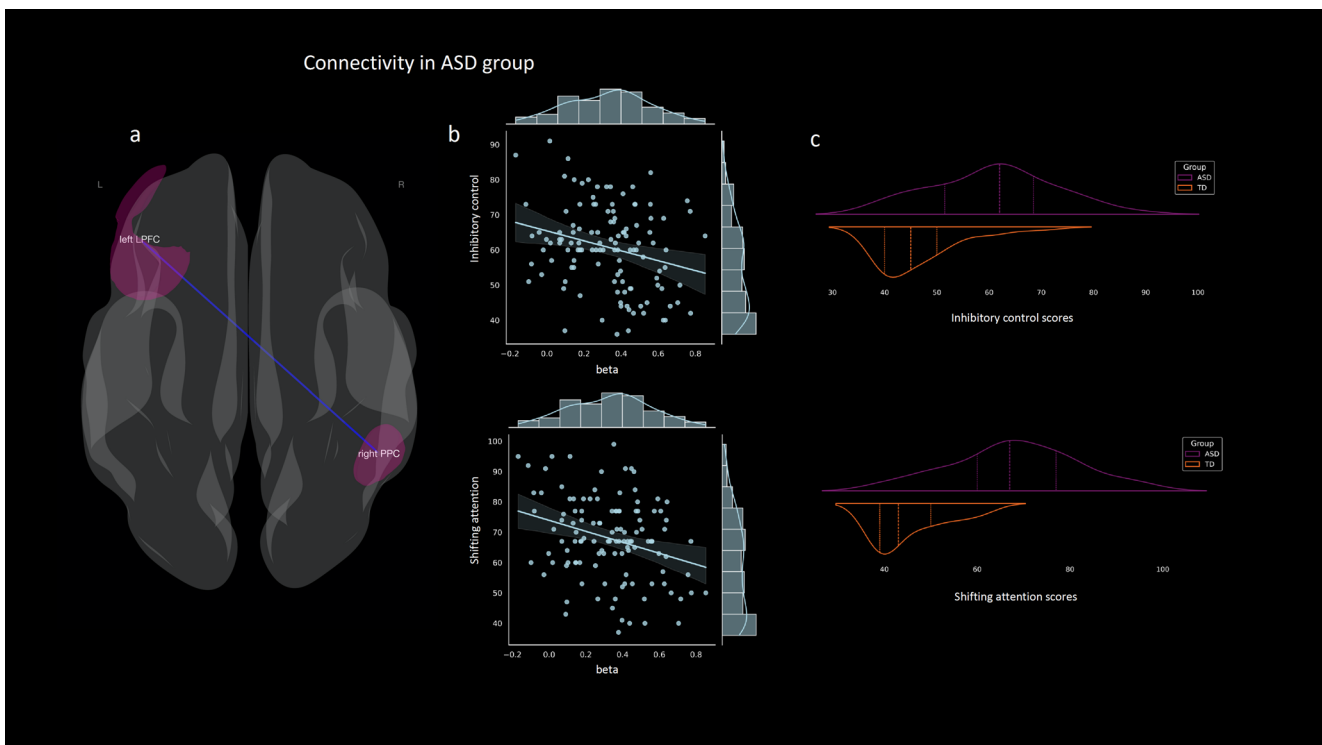 Connectivity in ASD group
a
L
R
left LPFC
right PPC
b
90
80
70
60
50
40
Inhibitory control
−0.2 0.0 0.2 0.4 0.6 0.8
beta
100
90
80
70
60
50
40
Shifting attention
−0.2 0.0 0.2 0.4 0.6 0.8
beta
c
Group
ASD
TD
30 40 50 60 70 80 90 100
Inhibitory control scores
Group
ASD
TD
40 60 80 100
Shifting attention scores